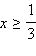 x ≥ 1/3